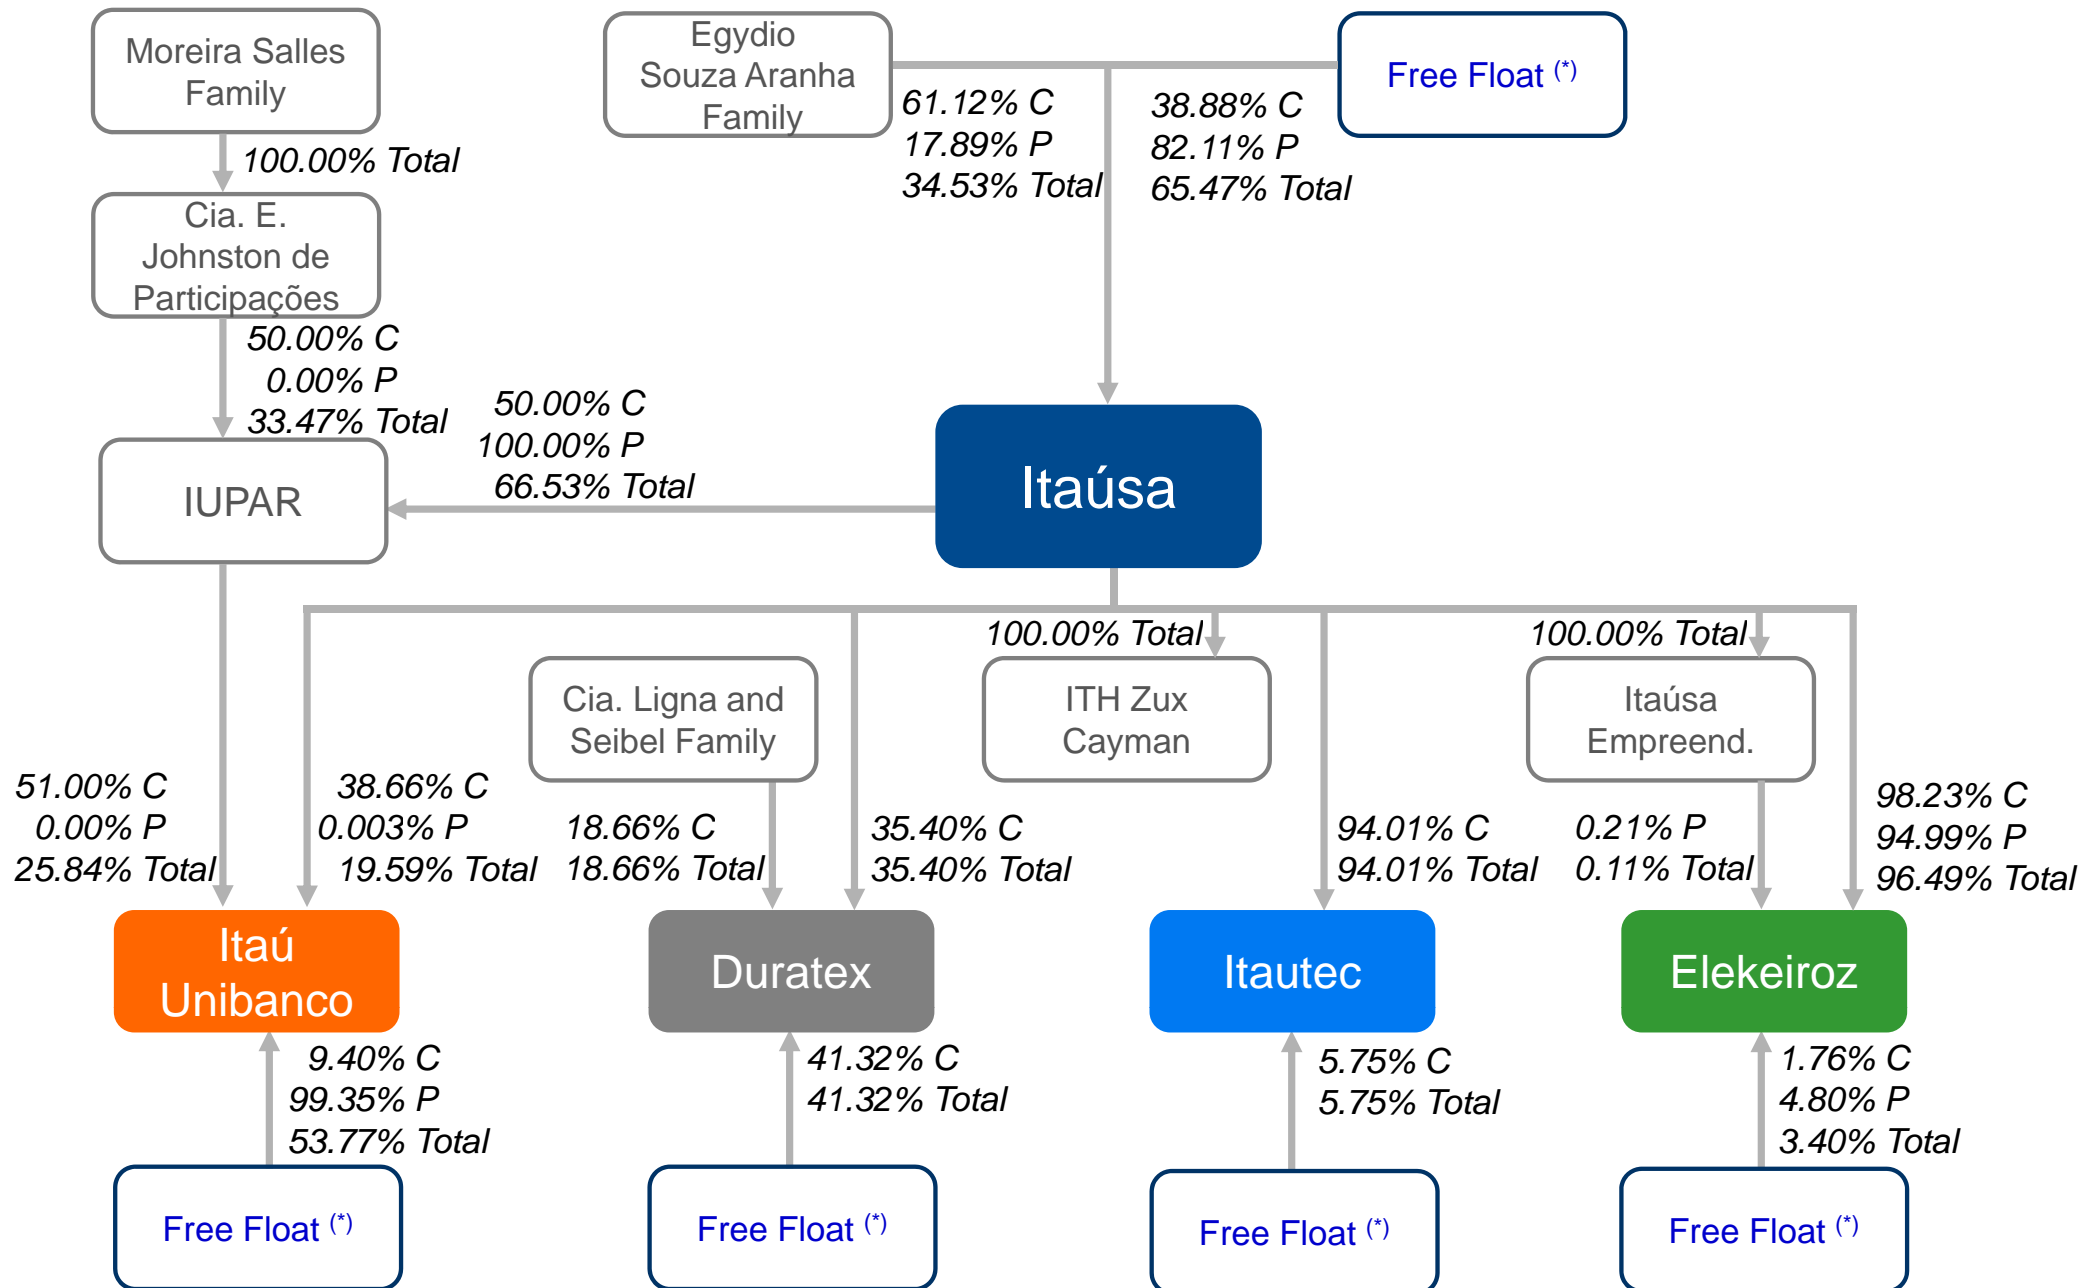 Moreira Salles
Family
Egydio
Souza Aranha
Family
Free Float (*)
61.12% C
17.89% P
34.53% Total
38.88% C
82.11% P
65.47% Total
100.00% Total
Cia. E.
Johnston de
Participações
50.00% C
0.00% P
33.47% Total
50.00% C
100.00% P
66.53% Total
IUPAR
Itaúsa
100.00% Total
100.00% Total
Cia. Ligna and
Seibel Family
ITH Zux
Cayman
Itaúsa
Empreend.
51.00% C
0.00% P
25.84% Total
38.66% C
0.003% P
19.59% Total
18.66% C
18.66% Total
35.40% C
35.40% Total
94.01% C
94.01% Total
0.21% P
0.11% Total
98.23% C
94.99% P
96.49% Total
Itaú
Unibanco
Duratex
Itautec
Elekeiroz
9.40% C
99.35% P
53.77% Total
41.32% C
41.32% Total
5.75% C
5.75% Total
1.76% C
4.80% P
3.40% Total
Free Float (*)
Free Float (*)
Free Float (*)
Free Float (*)